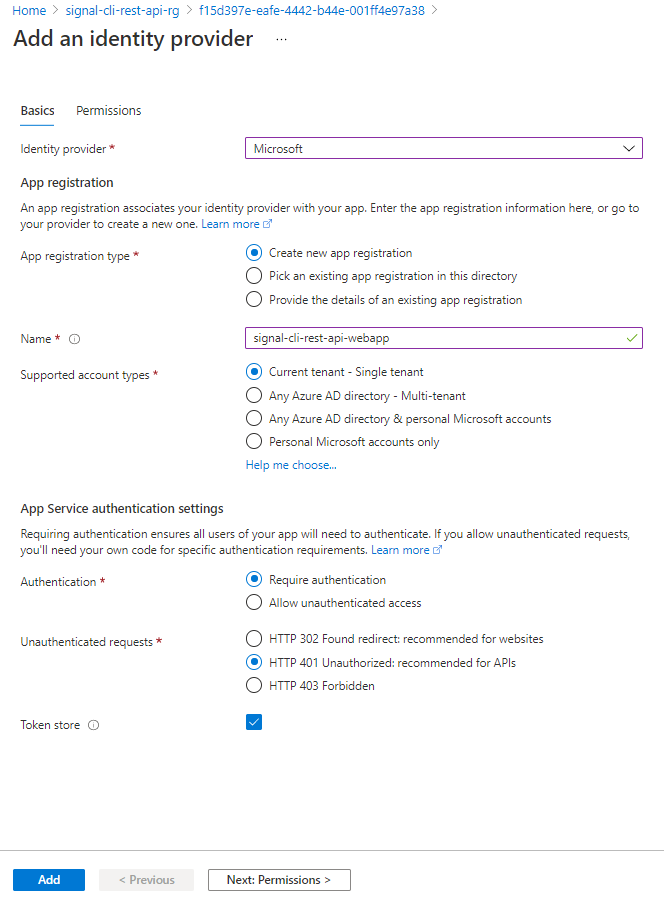 Home > signal-cli-rest-api-rg > f15d397e-eafe-4442-b44e-001ff4e97a38 >
Add an identity provider ...
Basics Permissions
Identity provider * Microsoft
App registration
An app registration associates your identity provider with your app. Enter the app registration information here, or go to
your provider to create a new one. Learn more
App registration type * Create new app registration
Pick an existing app registration in this directory
Provide the details of an existing app registration
Name * signal-cli-rest-api-webapp
Supported account types * Current tenant - Single tenant
Any Azure AD directory - Multi-tenant
Any Azure AD directory & personal Microsoft accounts
Personal Microsoft accounts only
Help me choose...
App Service authentication settings
Requiring authentication ensures all users of your app will need to authenticate. If you allow unauthenticated requests,
you'll need your own code for specific authentication requirements. Learn more
Authentication * Require authentication
Allow unauthenticated access
Unauthenticated requests * HTTP 302 Found redirect: recommended for websites
HTTP 401 Unauthorized: recommended for APIs
HTTP 403 Forbidden
Token store
Add < Previous Next: Permissions >